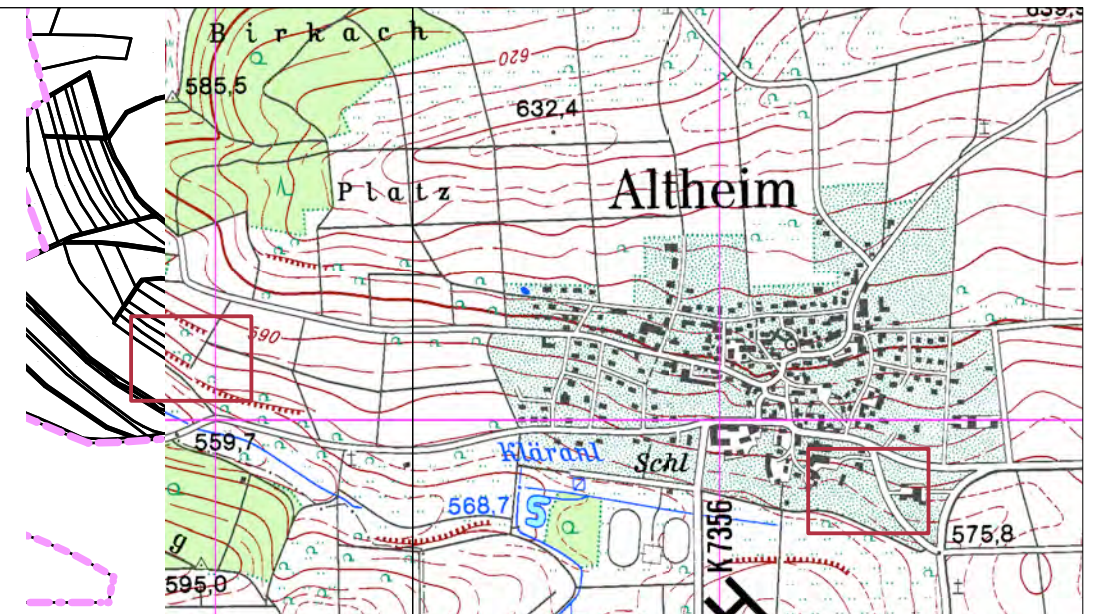 Birkach
620
585,5
632,4
Platz
Altheim
590
559,7
Kläranl
Schl
568,7
K 7356
575,8
g
595,0